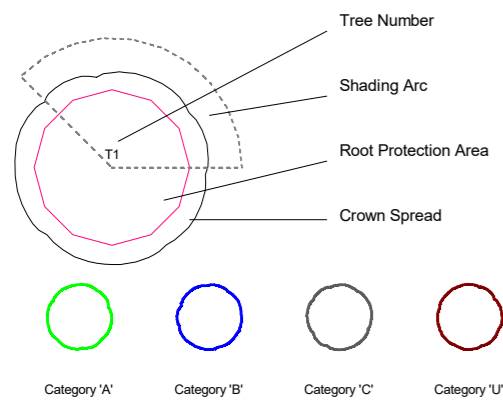 Tree Number
Shading Arc
T1
Root Protection Area
Crown Spread
Category 'A'
Category 'B'
Category 'C'
Category 'U'